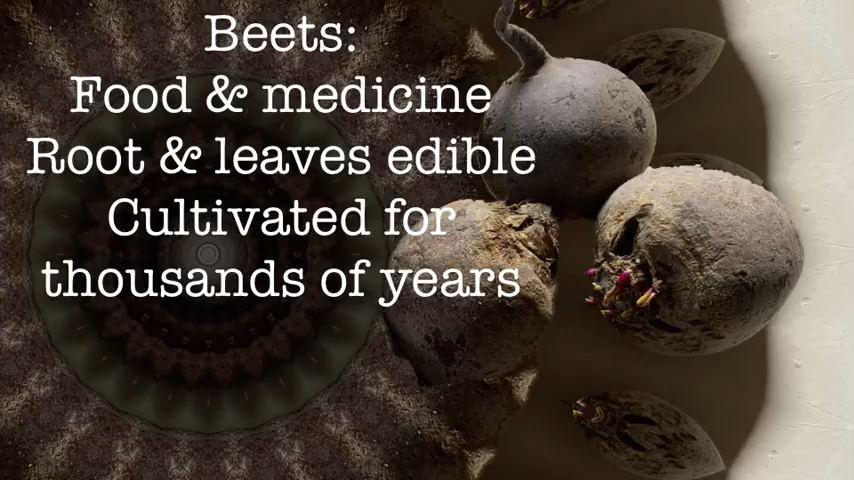 Beets:
Food & medicine
Root & leaves edible
Cultivated for
thousands of years